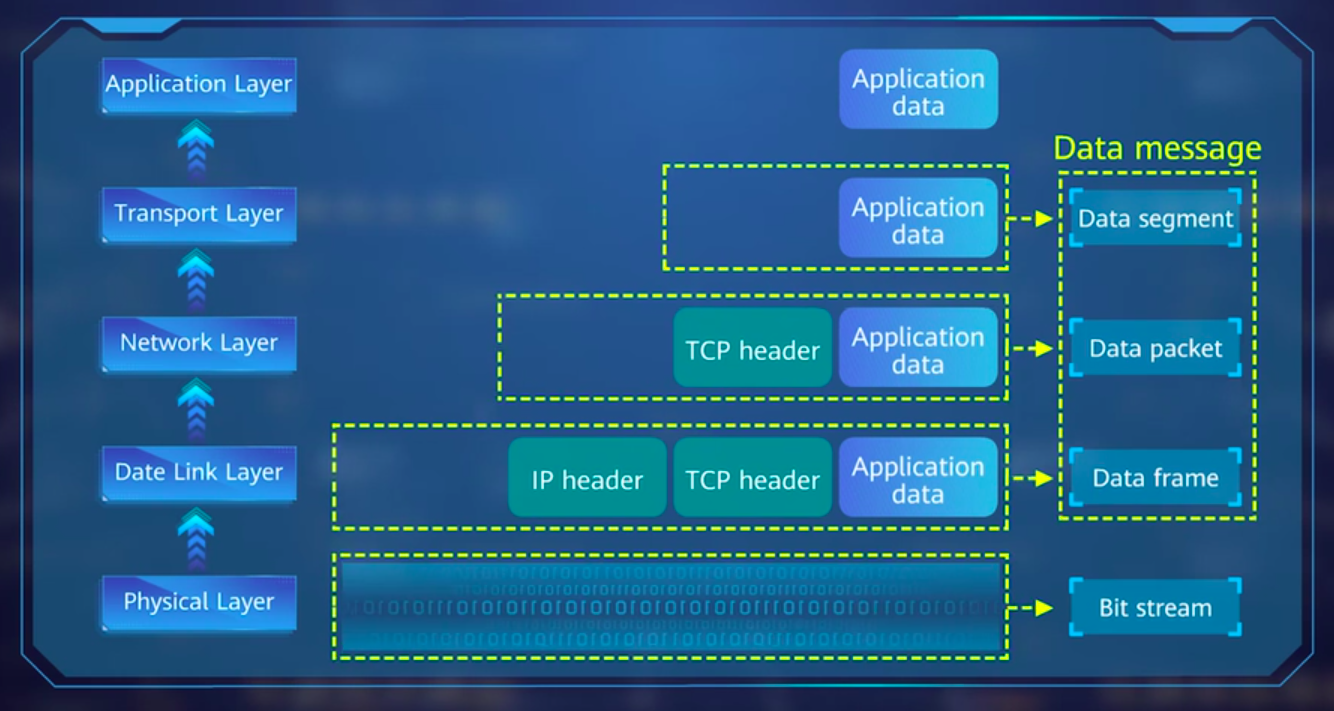 Application Layer
Application
data
Data message
Transport Layer
Application
data
Data segment
Network Layer
TCP header
Application
data
Data packet
Date Link Layer
IP header
TCP header
Application
data
Data frame
Physical Layer
Bit stream